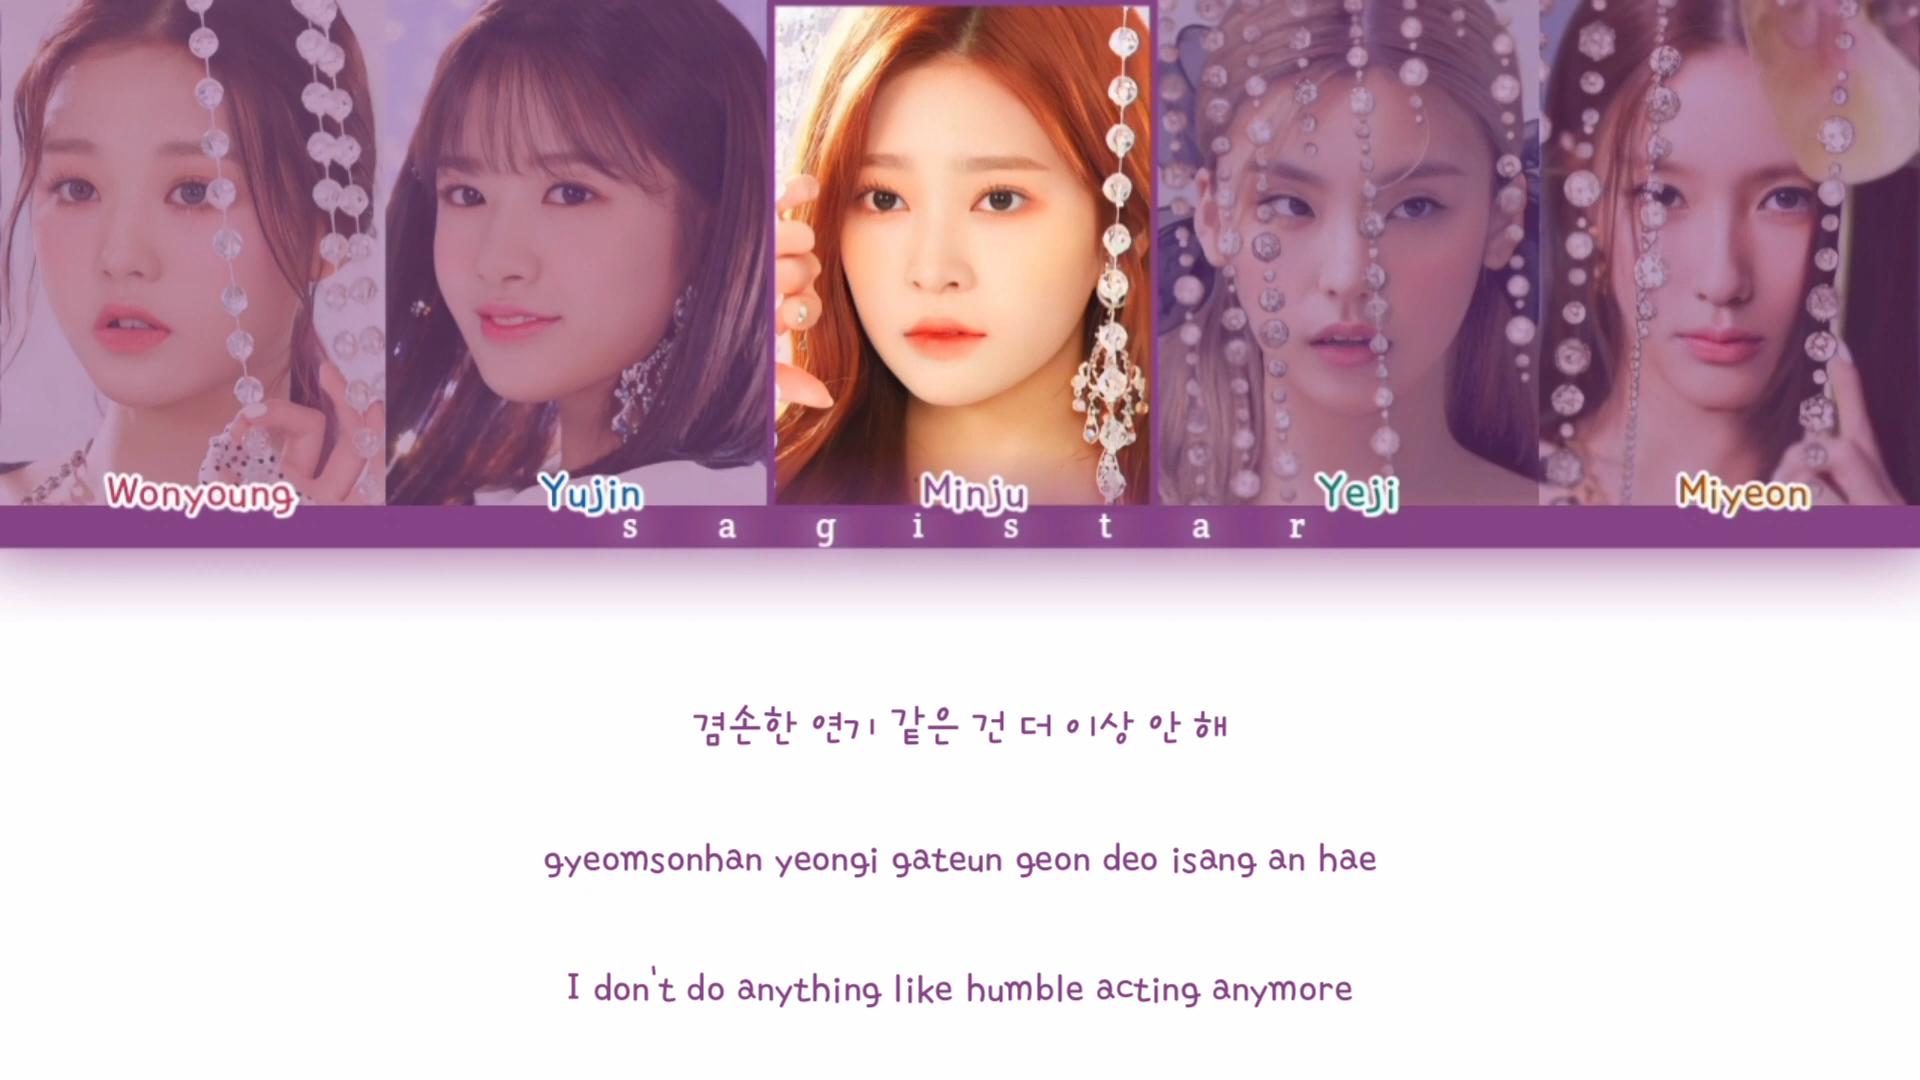 Wonyoung Yujin Minju Yeji Miyeon
sagistar
겸손한 연기 같은 건 더 이상 안 해
gyeomsonhan yeongi gateun geon deo isang an hae
I don't do anything like humble acting anymore